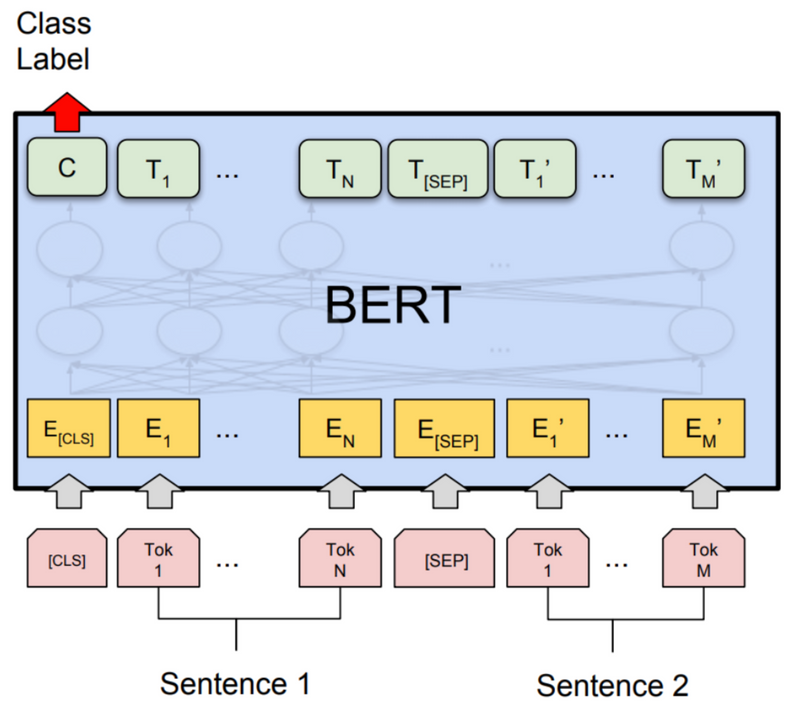 Class
Label
C T1 ... TN T[SEP] T1’ ... TM’
...
BERT
...
E[CLS] E1 ... EN E[SEP] E1’ ... EM’
[CLS] Tok 1 ... Tok N [SEP] Tok 1 ... Tok M
Sentence 1 Sentence 2